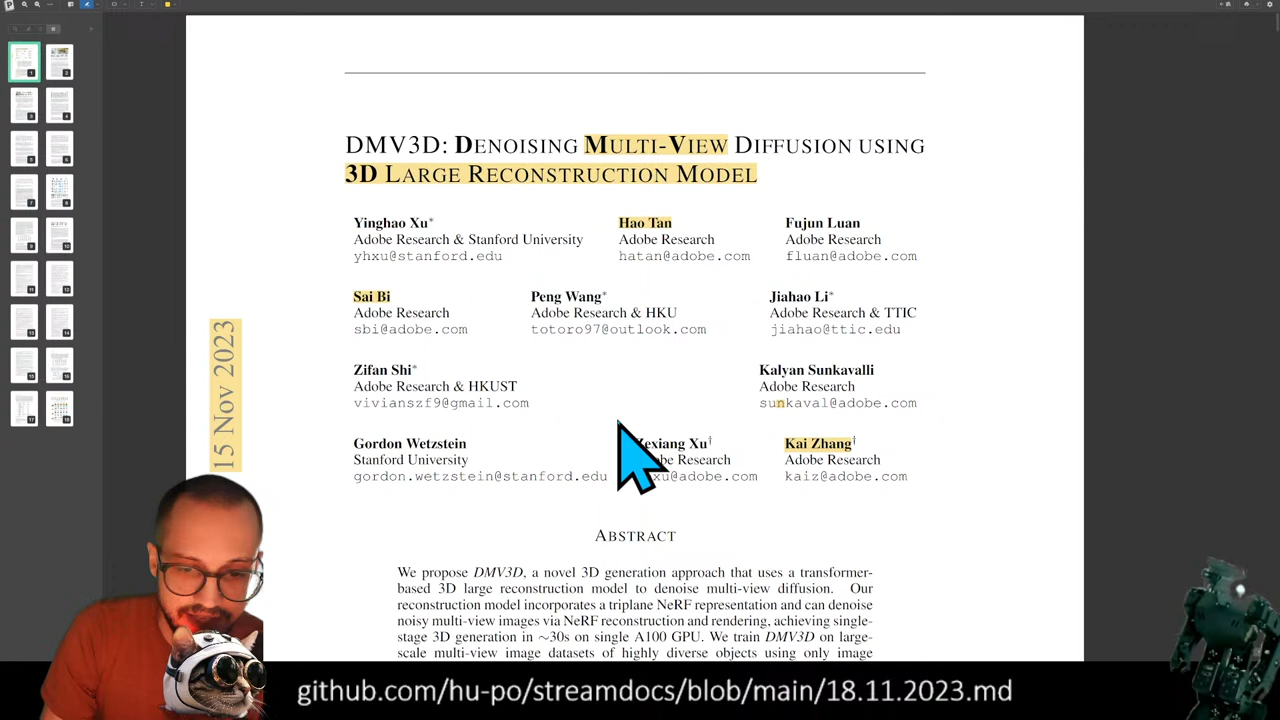 DMV3D: DENOISING MULTI-VIEW DIFFUSION USING
3D LARGE RECONSTRUCTION MODEL
Yinghao Xu* Hao Tan Fujun Luan
Adobe Research & Stanford University Adobe Research Adobe Research
yhxu@stanford.edu hatan@adobe.com fluan@adobe.com
Sai Bi Peng Wang* Jiahao Li*
Adobe Research Adobe Research & HKU Adobe Research & TTIC
sbi@adobe.com totoro97@outlook.com jiahao@ttic.edu
Zifan Shi* Kalyan Sunkavalli
Adobe Research & HKUST Adobe Research
vivianszf9@gmail.com sunkaval@adobe.com
Gordon Wetzstein Zexiang Xu† Kai Zhang†
Stanford University Research Adobe Research
gordon.wetzstein@stanford.edu xu@adobe.com kaiz@adobe.com
15 Nov 2023
ABSTRACT
We propose DMV3D, a novel 3D generation approach that uses a transformer-
based 3D large reconstruction model to denoise multi-view diffusion. Our
reconstruction model incorporates a triplane NeRF representation and can denoise
noisy multi-view images via NeRF reconstruction and rendering, achieving single-
stage 3D generation in ∼30s on single A100 GPU. We train DMV3D on large-
scale multi-view image datasets of highly diverse objects using only image
github.com/hu-po/streamdocs/blob/main/18.11.2023.md